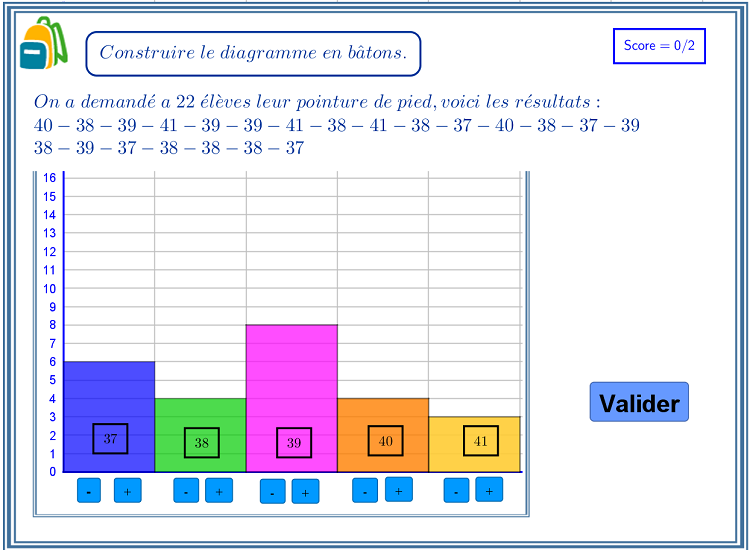 Construire le diagramme en bâtons.
Score = 0/2
On a demandé a 22 élèves leur pointure de pied, voici les résultats :
40 − 38 − 39 − 41 − 39 − 39 − 41 − 38 − 41 − 38 − 37 − 40 − 38 − 37 − 39
38 − 39 − 37 − 38 − 38 − 38 − 37
16
15
14
13
12
11
10
9
8
7
6
5
4
3
2
1
0
37 38 39 40 41
Valider
- + - + - + - + - +